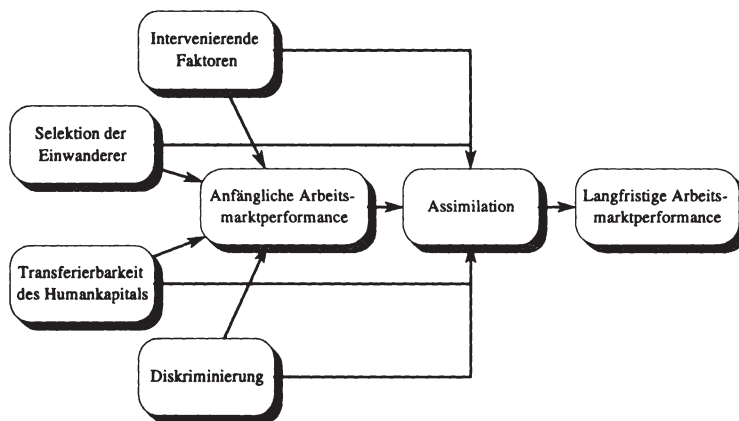 Intervenierende
Faktoren
Selektion der
Einwanderer
Anfängliche Arbeits-
marktperformance
Assimilation
Langfristige Arbeits-
marktperformance
Transferierbarkeit
des Humankapitals
Diskriminierung